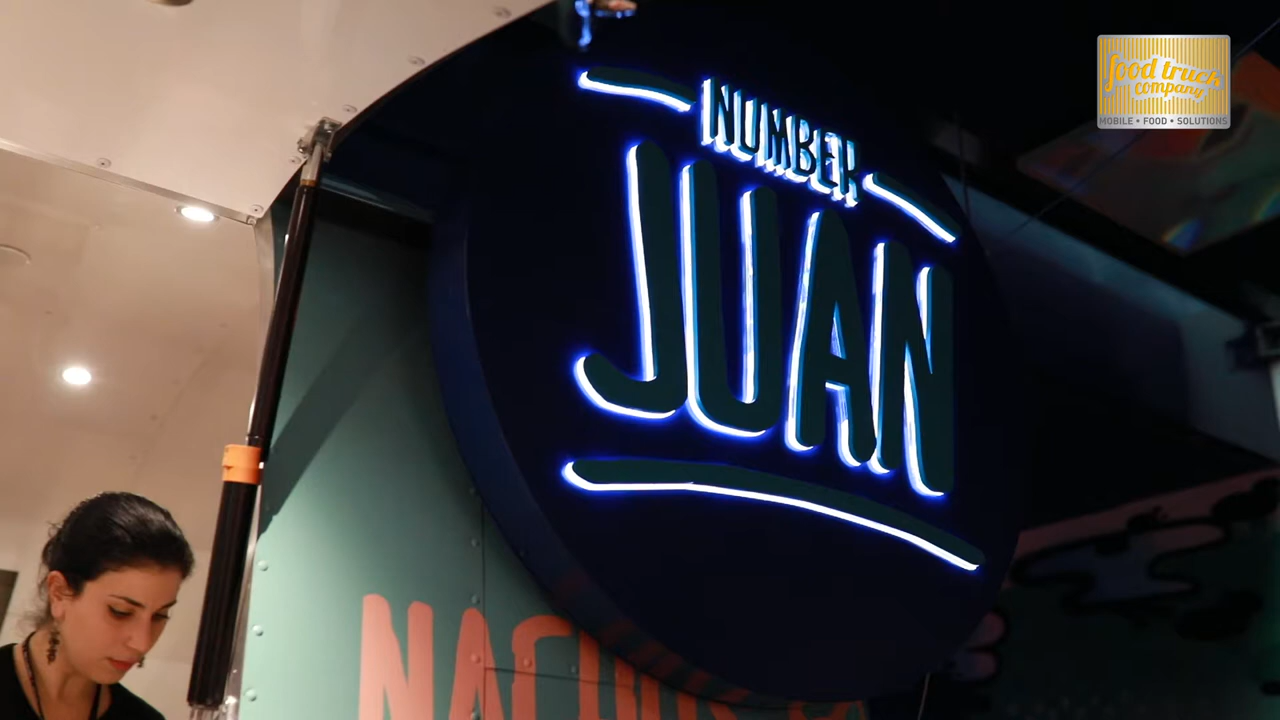 food truck
company
MOBILE • FOOD • SOLUTIONS
NUMBER
JUAN